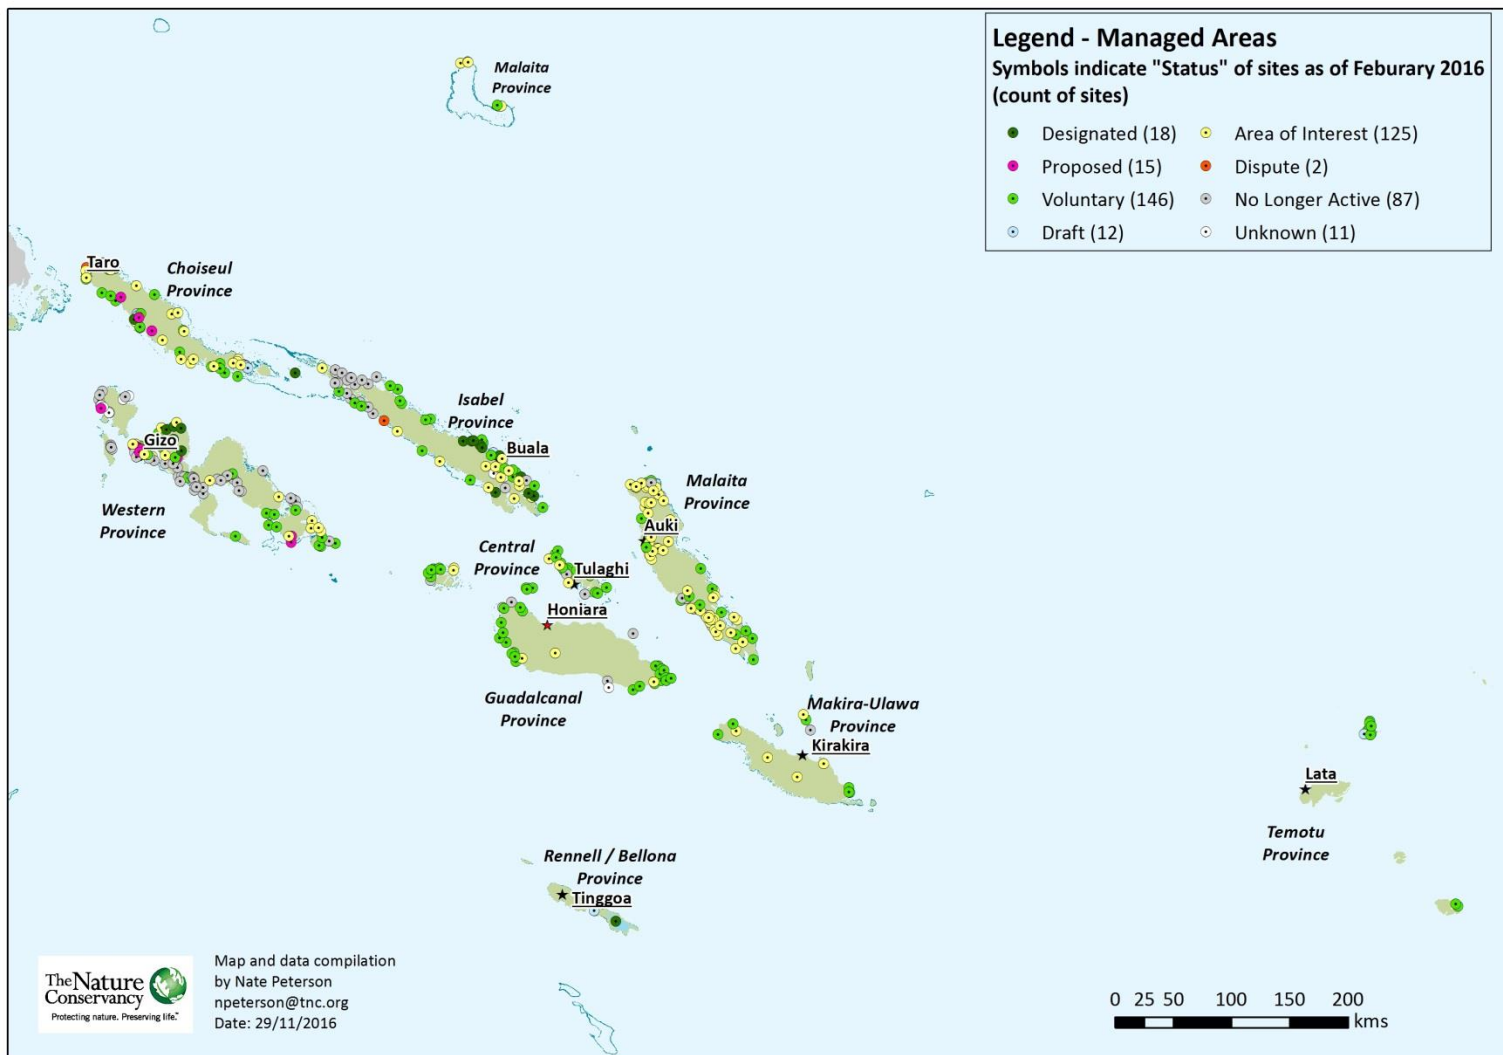 Legend - Managed Areas
Symbols indicate "Status" of sites as of Feburary 2016
(count of sites)
Designated (18)
Area of Interest (125)
Proposed (15)
Dispute (2)
Voluntary (146)
No Longer Active (87)
Draft (12)
Unknown (11)
Malaita
Province
Taro
Choiseul
Province
Isabel
Province
Gizo
Buala
Western
Province
Malaita
Province
Auki
Central
Province
Tulaghi
Honiara
Guadalcanal
Province
Makira-Ulawa
Province
Kirakira
Lata
Temotu
Province
Rennell / Bellona
Province
Tinggoa
The Nature
Conservancy
Protecting nature. Preserving life.™
Map and data compilation
by Nate Peterson
npeterson@tnc.org
Date: 29/11/2016
0 25 50 100 150 200
kms